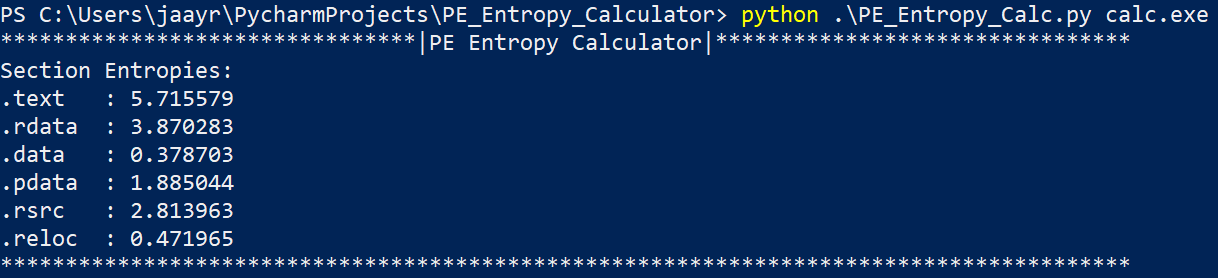 PS C:\Users\jaayr\PycharmProjects\PE_Entropy_Calculator> python .\PE_Entropy_Calc.py calc.exe
********************************|PE Entropy Calculator|********************************
Section Entropies:
.text   : 5.715579
.rdata  : 3.870283
.data   : 0.378703
.pdata  : 1.885044
.rsrc   : 2.813963
.reloc  : 0.471965
***************************************************************************************